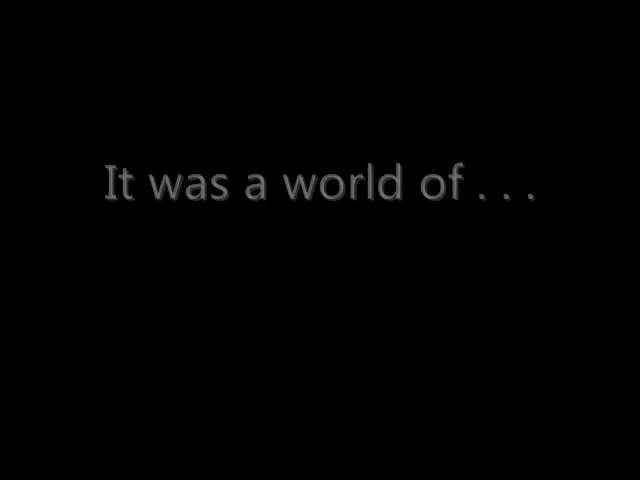 It was a world of . . .